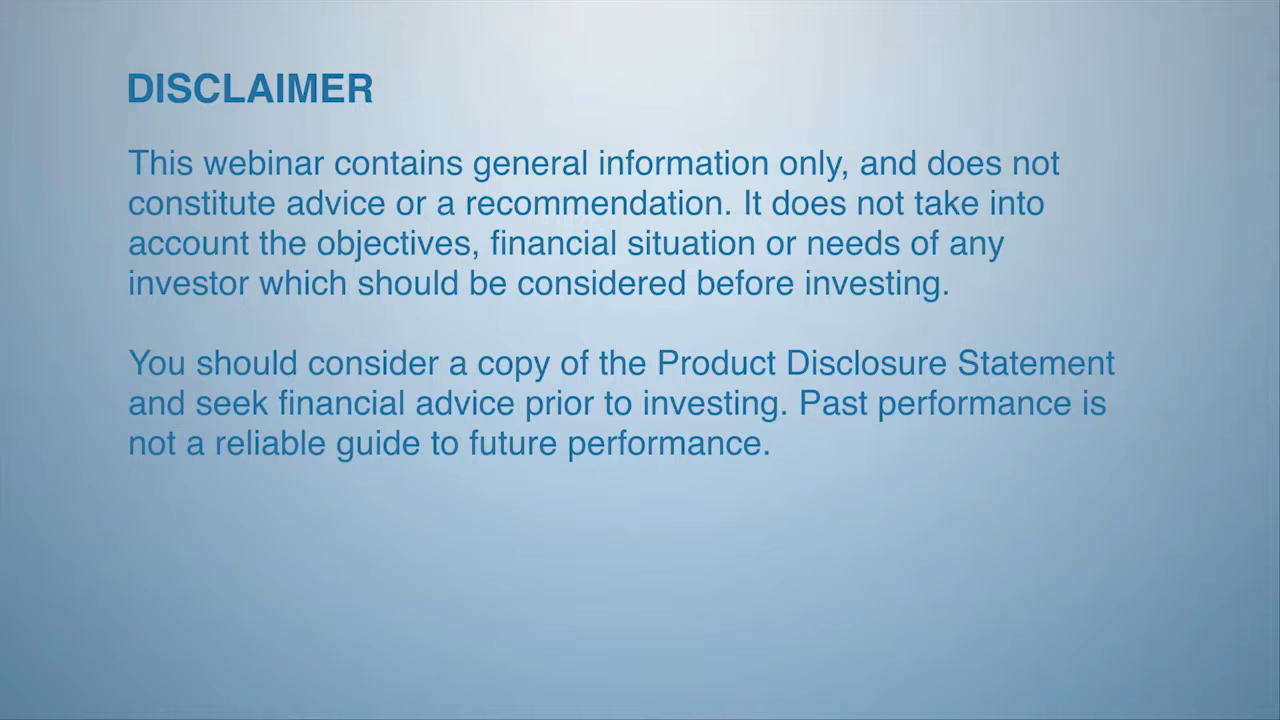 DISCLAIMER
This webinar contains general information only, and does not
constitute advice or a recommendation. It does not take into
account the objectives, financial situation or needs of any
investor which should be considered before investing.
You should consider a copy of the Product Disclosure Statement
and seek financial advice prior to investing. Past performance is
not a reliable guide to future performance.